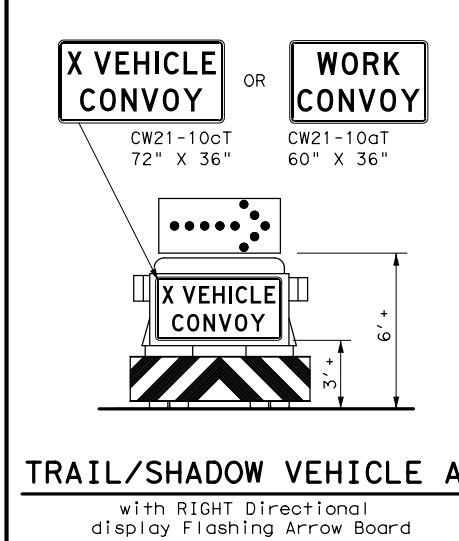 X VEHICLE
CONVOY
OR
WORK
CONVOY
CW21-10cT
72" X 36"
CW21-10aT
60" X 36"
X VEHICLE
CONVOY
6'+
3'+
TRAIL/SHADOW VEHICLE A
with RIGHT Directional
display Flashing Arrow Board